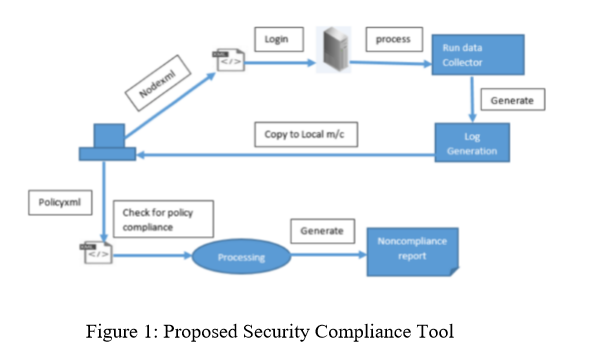 Login
process
Run data
Collector
Nodexml
</>
Generate
Copy to Local m/c
Log
Generation
Policyxml
Check for policy
compliance
Generate
Noncompliance
report
</>
Processing
Figure 1: Proposed Security Compliance Tool